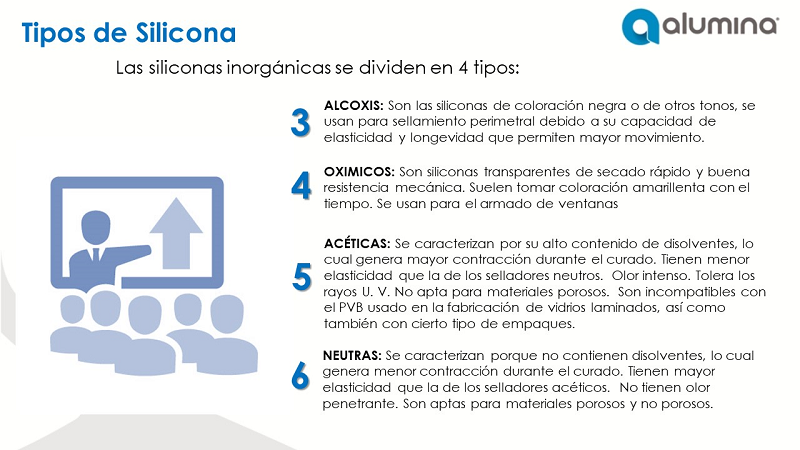 Tipos de Silicona
alumina
Las siliconas inorgánicas se dividen en 4 tipos:
3
ALCOXIS: Son las siliconas de coloración negra o de otros tonos, se
usan para sellamiento perimetral debido a su capacidad de
elasticidad y longevidad que permiten mayor movimiento.
4
OXIMICOS: Son siliconas transparentes de secado rápido y buena
resistencia mecánica. Suelen tomar coloración amarillenta con el
tiempo. Se usan para el armado de ventanas
5
ACÉTICAS: Se caracterizan por su alto contenido de disolventes, lo
cual genera mayor contracción durante el curado. Tienen menor
elasticidad que la de los selladores neutros.  Olor intenso. Tolera los
rayos U. V. No apta para materiales porosos.  Son incompatibles con
el PVB usado en la fabricación de vidrios laminados, así como
también con cierto tipo de empaques.
6
NEUTRAS: Se caracterizan porque no contienen disolventes, lo cual
genera menor contracción durante el curado. Tienen mayor
elasticidad que la de los selladores acéticos.  No tienen olor
penetrante. Son aptas para materiales porosos y no porosos.